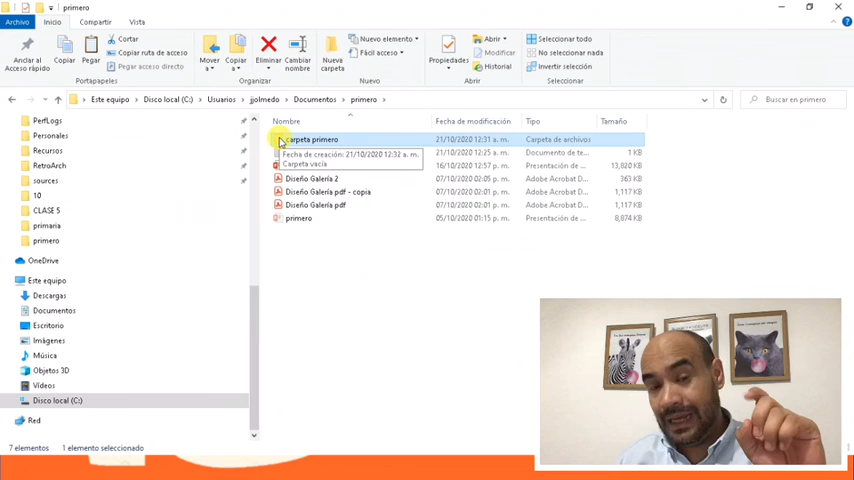 primero
Archivo Inicio Compartir Vista
Anclar al Acceso rápido
Copiar
Pegar
Cortar
Copiar ruta de acceso
Pegar acceso directo
Portapapeles
Mover a
Copiar a
Eliminar
Cambiar nombre
Organizar
Nueva carpeta
Nuevo elemento
Fácil acceso
Nuevo
Propiedades
Abrir
Modificar
Historial
Abrir
Seleccionar todo
No seleccionar nada
Invertir selección
Seleccionar
Este equipo > Disco local (C:) > Usuarios > jjolmedo > Documentos > primero >
Buscar en primero
PerfLogs
Personales
Recursos
RetroArch
sources
10
CLASE 5
primaria
primero
OneDrive
Este equipo
Descargas
Documentos
Escritorio
Imágenes
Música
Objetos 3D
Vídeos
Disco local (C:)
Red
Nombre Fecha de modificación Tipo Tamaño
carpeta primero 21/10/2020 12:31 a. m. Carpeta de archivos
21/10/2020 12:25 a. m. Documento de te... 1 KB
16/10/2020 12:57 p. m. Presentación de ... 13,820 KB
Fecha de creación: 21/10/2020 12:32 a. m.
Carpeta vacía
Diseño Galería 2 07/10/2020 02:05 p. m. Adobe Acrobat D... 363 KB
Diseño Galería pdf - copia 07/10/2020 02:01 p. m. Adobe Acrobat D... 1,117 KB
Diseño Galería pdf 07/10/2020 02:01 p. m. Adobe Acrobat D... 1,117 KB
primero 05/10/2020 01:15 p. m. Presentación de ... 8,874 KB
7 elementos 1 elemento seleccionado